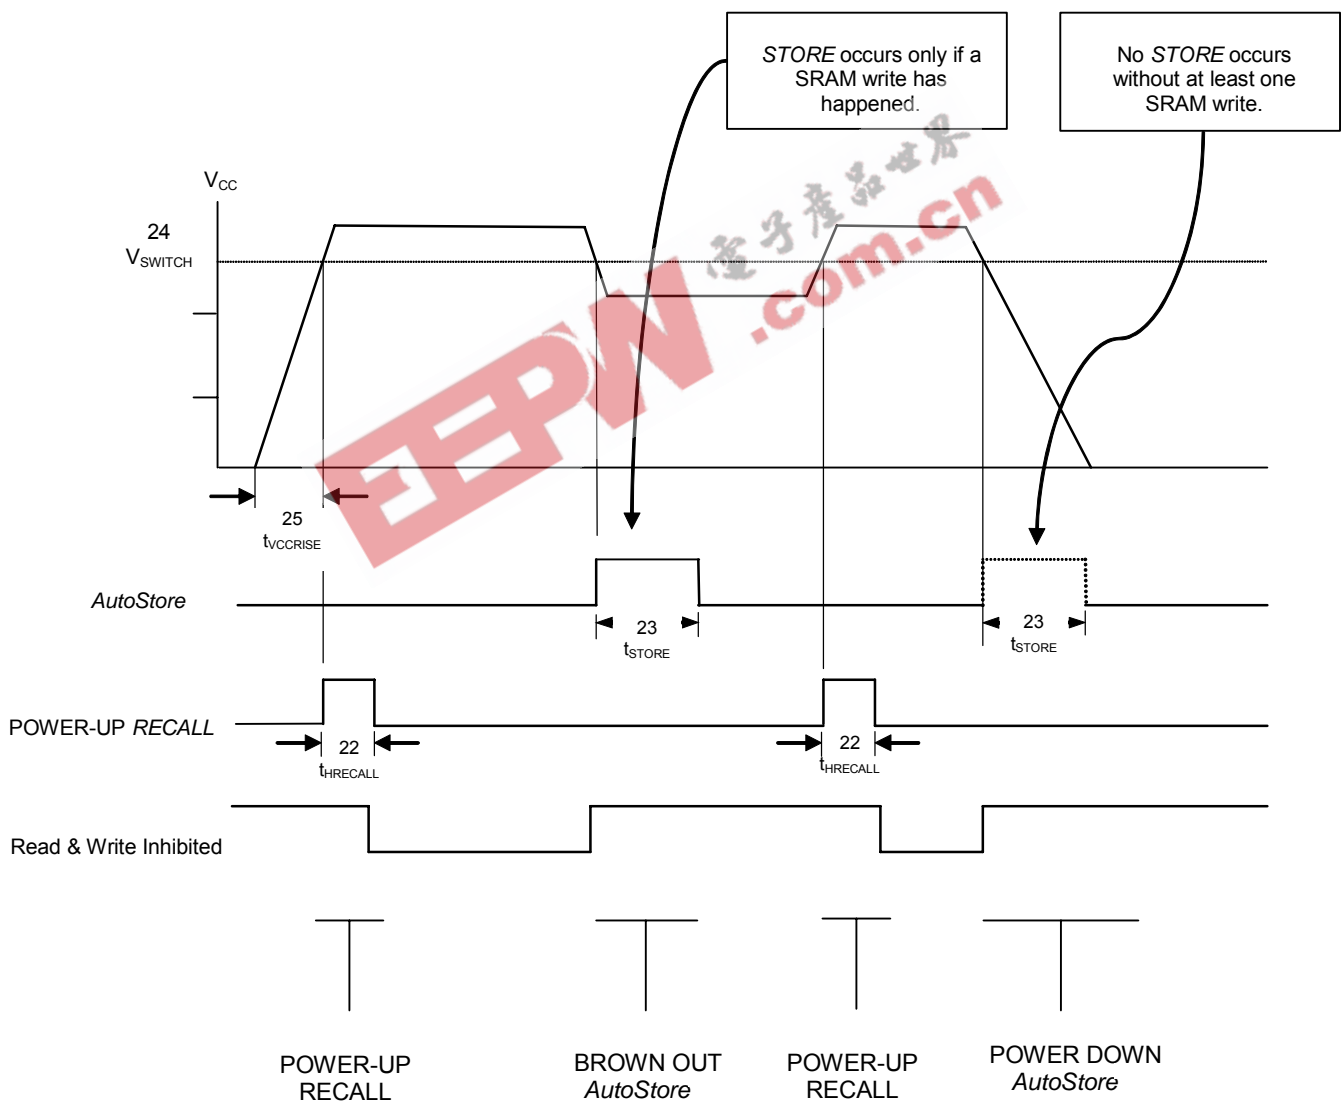 STORE occurs only if a
SRAM write has
happened.
No STORE occurs
without at least one
SRAM write.
VCC
24
VSWITCH
電子產品世界
EEPW.com.cn
25
tVCCRISE
AutoStore
23
tSTORE
23
tSTORE
POWER-UP RECALL
22
tHRECALL
22
tHRECALL
Read & Write Inhibited
POWER-UP
RECALL
BROWN OUT
AutoStore
POWER-UP
RECALL
POWER DOWN
AutoStore